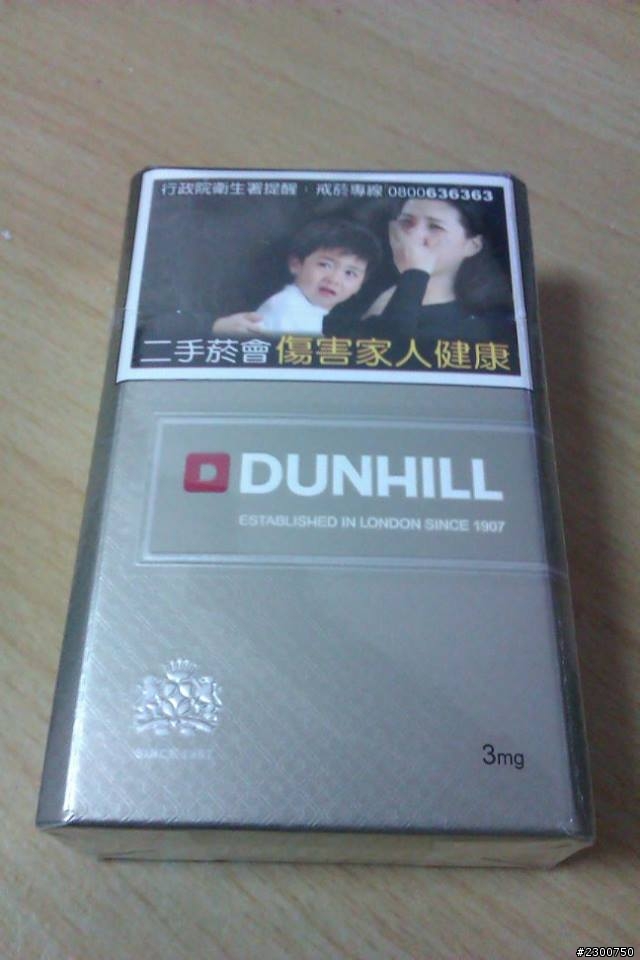 行政院衛生署提醒：戒菸專線 0800636363
二手菸會傷害家人健康
D DUNHILL
ESTABLISHED IN LONDON SINCE 1907
3mg
#2300750